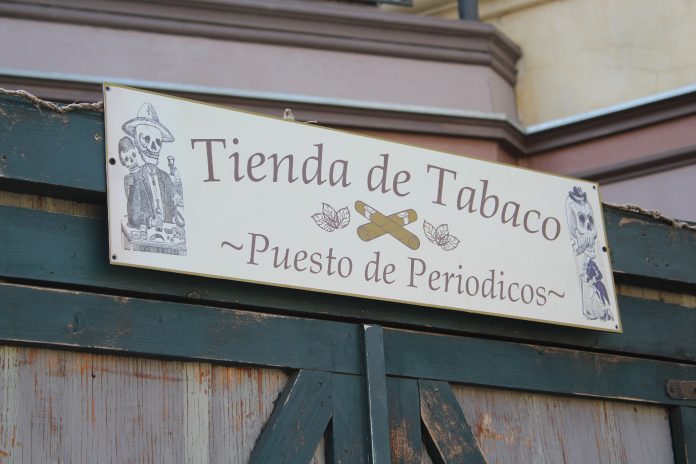 Tienda de Tabaco
~Puesto de Periodicos~